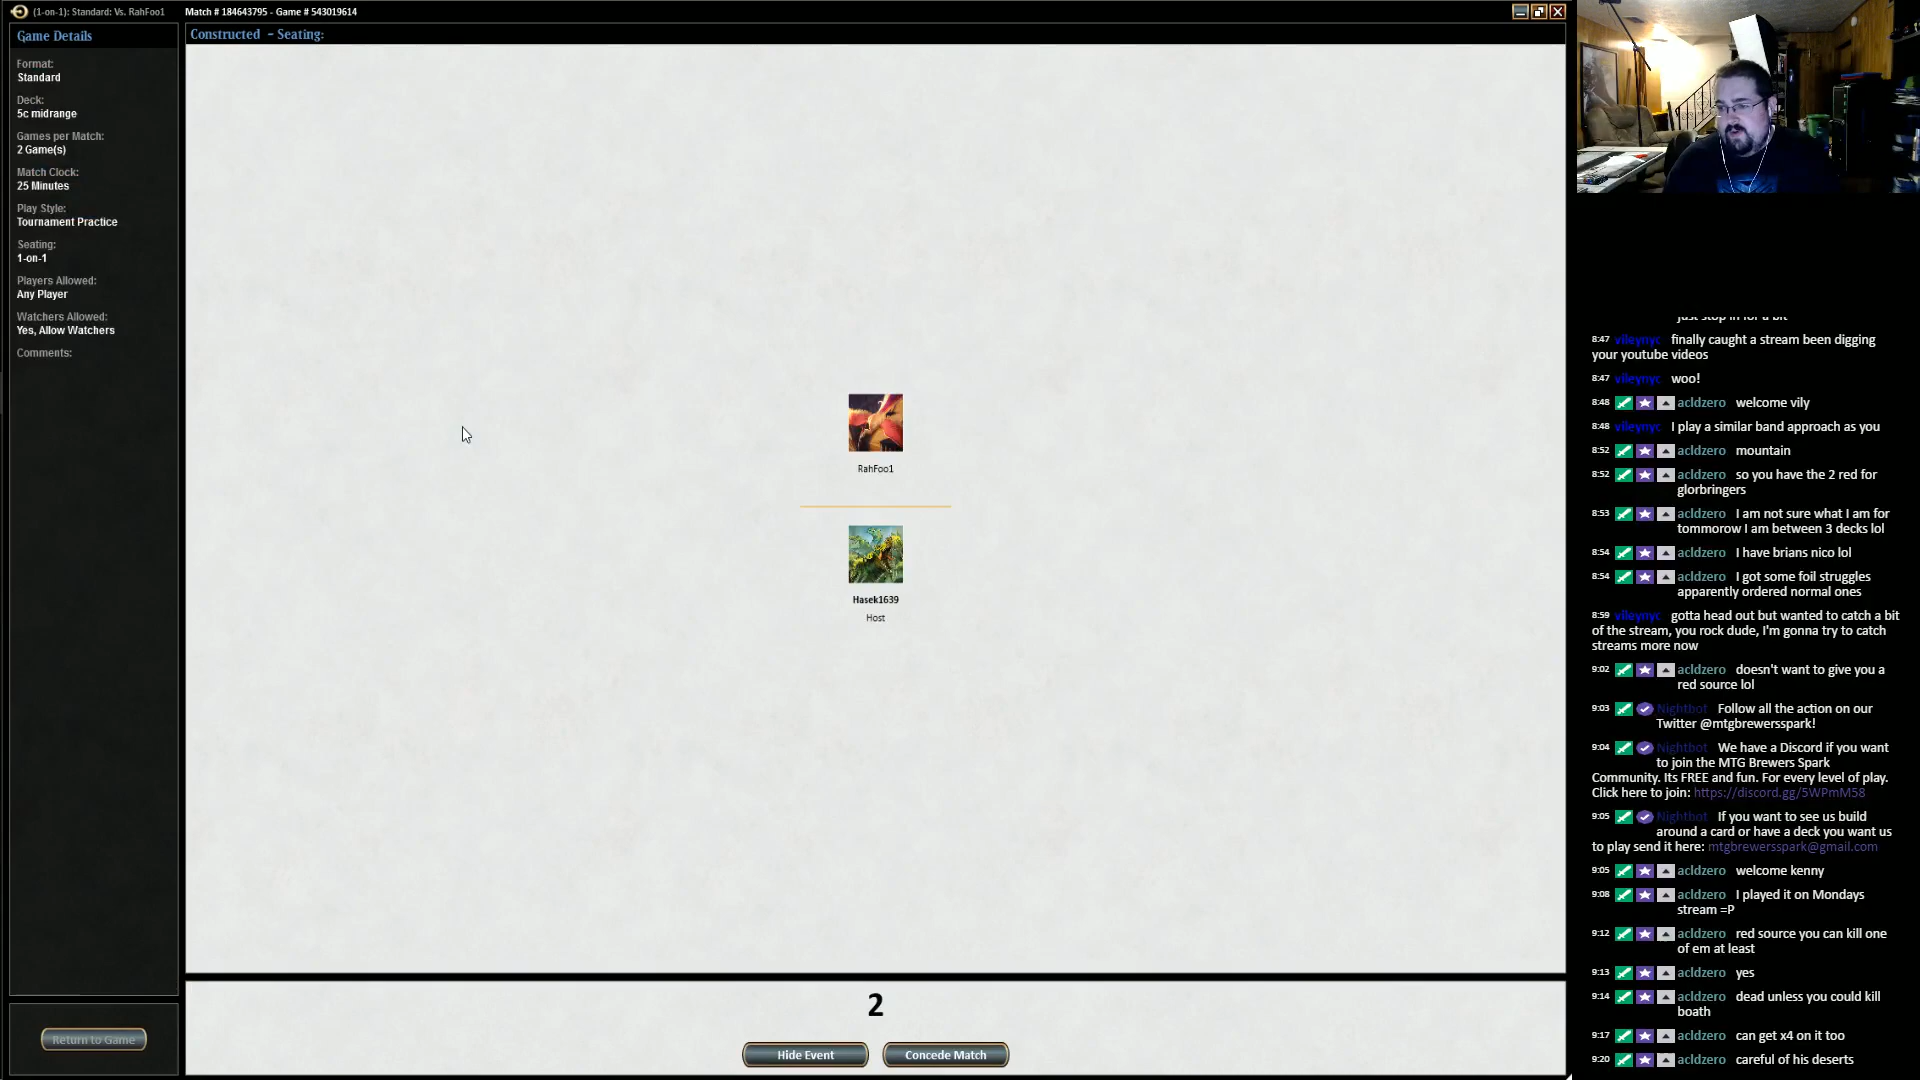 (1-on-1): Standard: Vs. RahFoo1
Match # 184643795 - Game # 543019614
Game Details
Format:
Standard
Deck:
5c midrange
Games per Match:
2 Game(s)
Match Clock:
25 Minutes
Play Style:
Tournament Practice
Seating:
1-on-1
Players Allowed:
Any Player
Watchers Allowed:
Yes, Allow Watchers
Comments:
Return to Game
Constructed - Seating:
RahFoo1
Hasek1639
Host
2
Hide Event
Concede Match
just stop in for a bit
8:47 vileynyc finally caught a stream been digging
your youtube videos
8:47 vileynyc woo!
8:48 acldzero welcome vily
8:48 vileynyc I play a similar band approach as you
8:52 acldzero mountain
8:52 acldzero so you have the 2 red for
glorbringers
8:53 acldzero I am not sure what I am for
tommorow I am between 3 decks lol
8:54 acldzero I have brians nico lol
8:54 acldzero I got some foil struggles
apparently ordered normal ones
8:59 vileynyc gotta head out but wanted to catch a bit
of the stream, you rock dude, I'm gonna try to catch
streams more now
9:02 acldzero doesn't want to give you a
red source lol
9:03 Nightbot Follow all the action on our
Twitter @mtgbrewersspark!
9:04 Nightbot We have a Discord if you want
to join the MTG Brewers Spark
Community. Its FREE and fun. For every level of play.
Click here to join: https://discord.gg/5WPmM58
9:05 Nightbot If you want to see us build
around a card or have a deck you want us
to play send it here: mtgbrewersspark@gmail.com
9:05 acldzero welcome kenny
9:08 acldzero I played it on Mondays
stream =P
9:12 acldzero red source you can kill one
of em at least
9:13 acldzero yes
9:14 acldzero dead unless you could kill
boath
9:17 acldzero can get x4 on it too
9:20 acldzero careful of his deserts